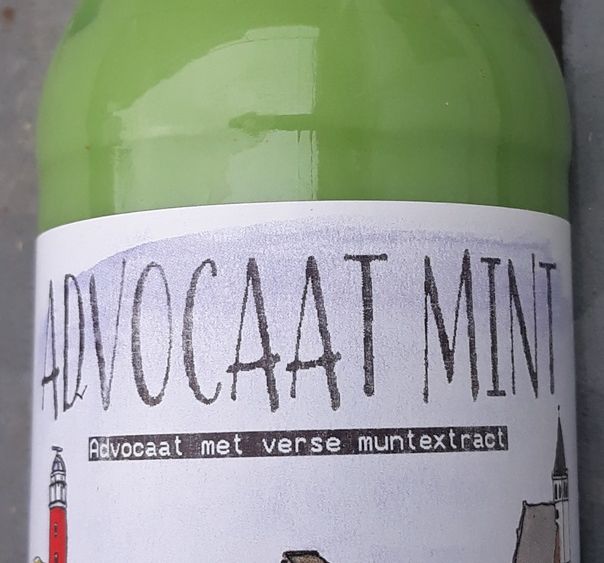 ADVOCAAT MINT
Advocaat met verse muntextract